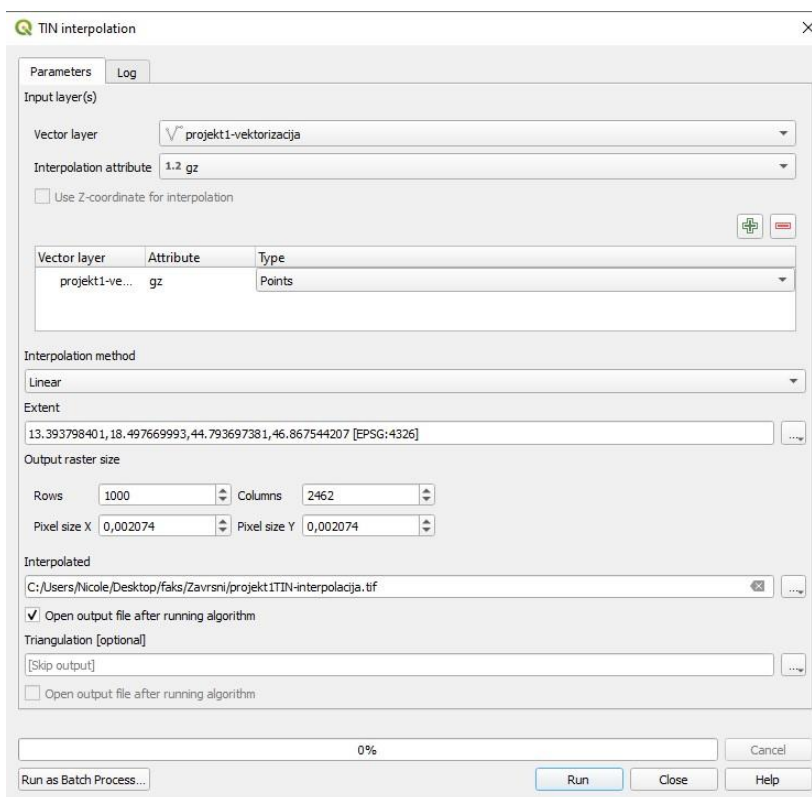 TIN interpolation
Parameters Log
Input layer(s)
Vector layer projekt1-vektorizacija
Interpolation attribute 1.2 gz
Use Z-coordinate for interpolation
Vector layer Attribute Type
projekt1-ve... gz Points
Interpolation method
Linear
Extent
13.393798401,18.497669993,44.793697381,46.867544207 [EPSG:4326]
...
Output raster size
Rows 1000 Columns 2462
Pixel size X 0,002074 Pixel size Y 0,002074
Interpolated
C:/Users/Nicole/Desktop/faks/Zavrsni/projekt1TIN-interpolacija.tif
...
Open output file after running algorithm
Triangulation [optional]
[Skip output]
...
Open output file after running algorithm
0% Cancel
Run as Batch Process... Run Close Help